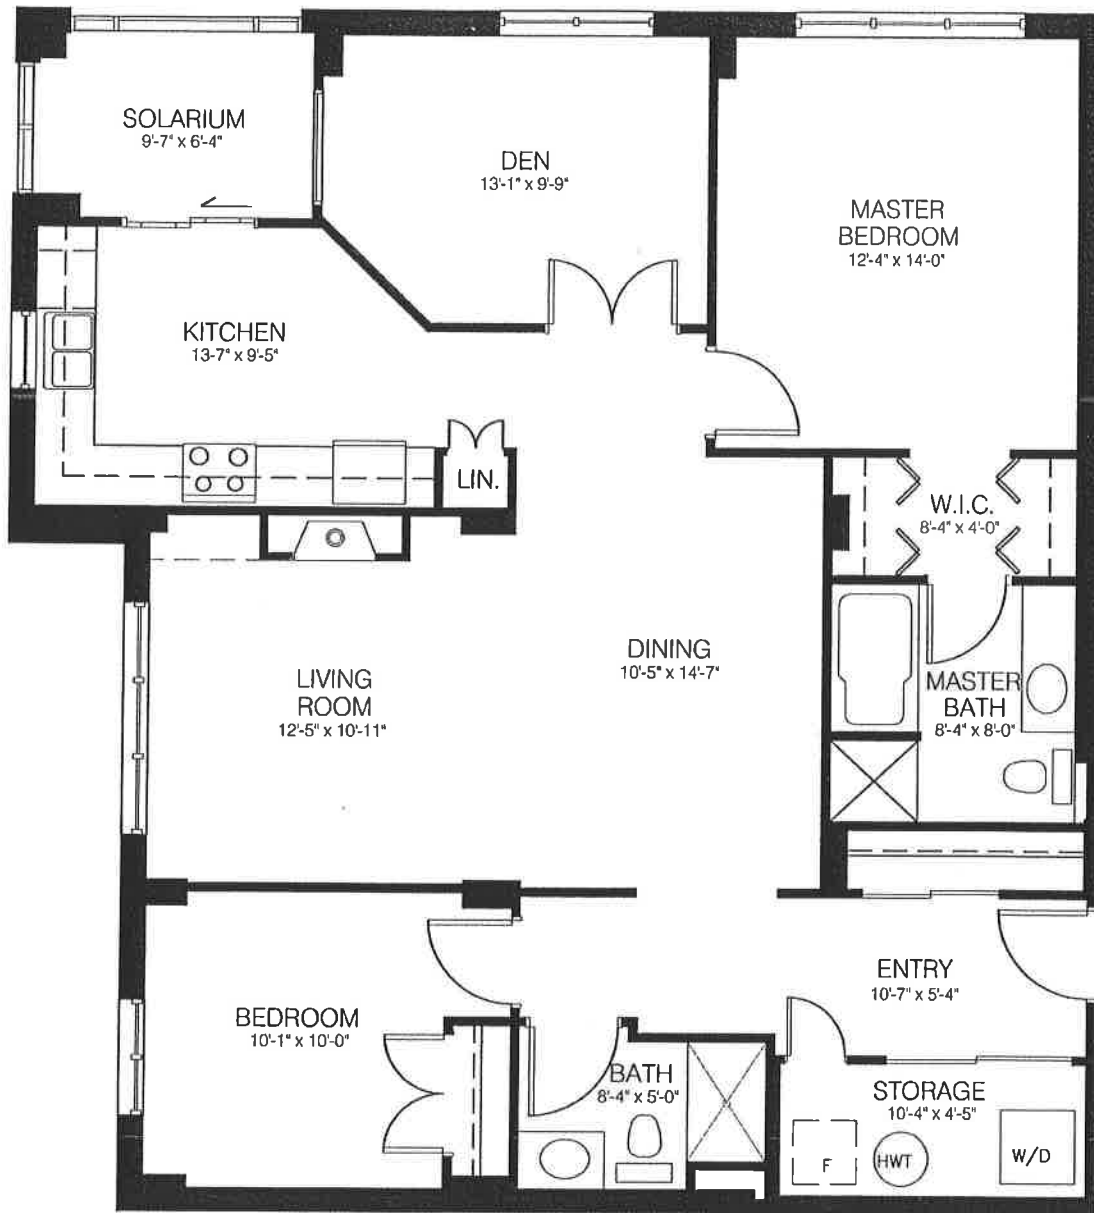 SOLARIUM
9'-7" x 6'-4"
DEN
13'-1" x 9'-9"
MASTER
BEDROOM
12'-4" x 14'-0"
KITCHEN
13-7" x 9'-5"
LIN.
W.I.C.
8'-4" x 4'-0"
DINING
10'-5" x 14'-7"
LIVING
ROOM
12'-5" x 10'-11"
MASTER
BATH
8'-4" x 8'-0"
ENTRY
10'-7" x 5'-4"
BEDROOM
10'-1" x 10'-0"
BATH
8'-4" x 5'-0"
STORAGE
10'-4" x 4'-5"
F
HWT
W/D